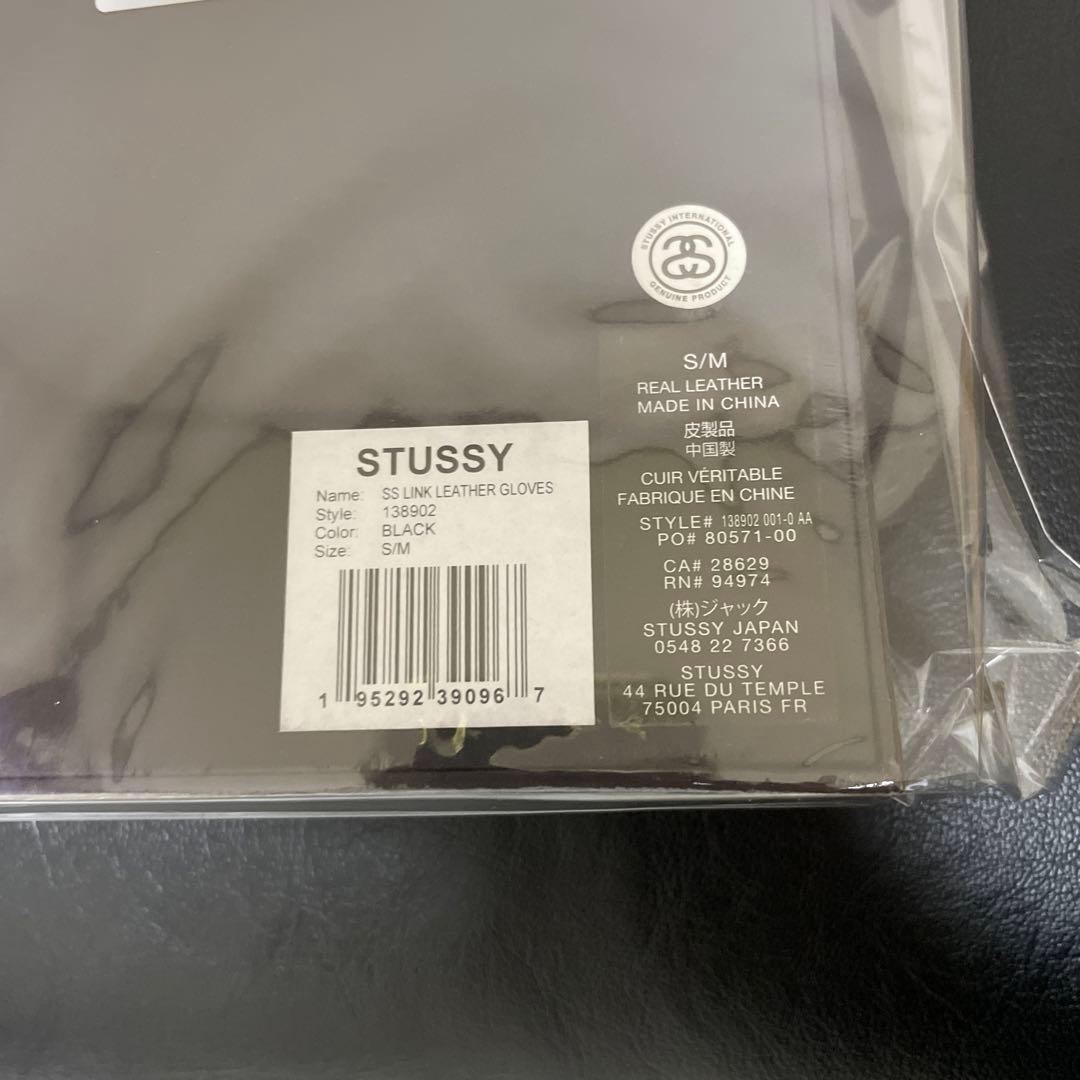 STUSSY INTERNATIONAL
GENUINE PRODUCT
S/M
REAL LEATHER
MADE IN CHINA
皮製品
中国製
CUIR VÉRITABLE
FABRIQUE EN CHINE
STYLE# 138902 001-0 AA
PO# 80571-00
CA# 28629
RN# 94974
(株)ジャック
STUSSY JAPAN
0548 22 7366
STUSSY
44 RUE DU TEMPLE
75004 PARIS FR
STUSSY
Name: SS LINK LEATHER GLOVES
Style: 138902
Color: BLACK
Size: S/M
1 95292 39096 7